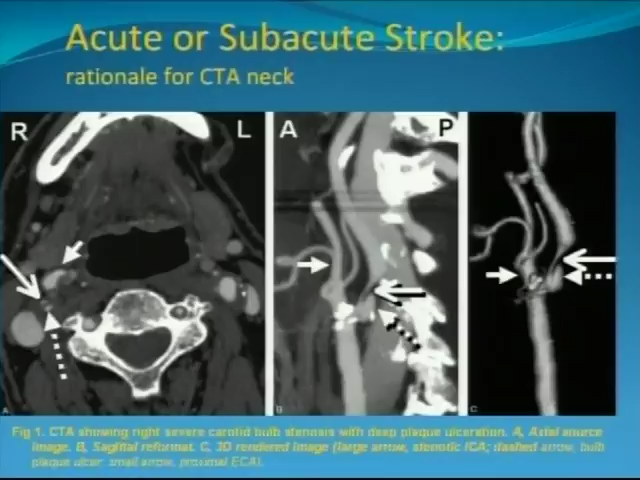 Acute or Subacute Stroke:
rationale for CTA neck
R L A P
A B C
Fig 1. CTA showing right severe carotid bulb stenosis with deep plaque ulceration. A, Axial source
image. B, Sagittal reformat. C, 3D rendered image (large arrow, stenotic ICA; dashed arrow, bulb
plaque ulcer; small arrow, proximal ECA).